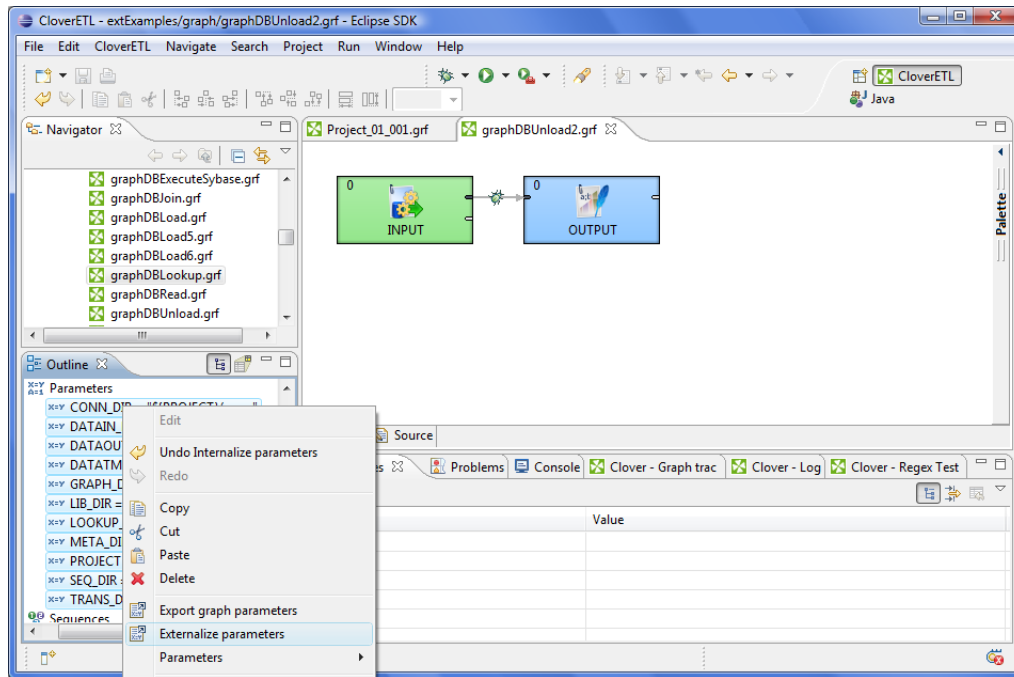 CloverETL - extExamples/graph/graphDBUnload2.grf - Eclipse SDK
File Edit CloverETL Navigate Search Project Run Window Help
CloverETL
Java
Navigator
Project_01_001.grf
graphDBUnload2.grf
graphDBExecuteSybase.grf
graphDBJoin.grf
graphDBLoad.grf
graphDBLoad5.grf
graphDBLoad6.grf
graphDBLookup.grf
graphDBRead.grf
graphDBUnload.grf
0
INPUT
0
OUTPUT
Palette
Outline
Parameters
CONN_D
DATAIN_
DATAOU
DATATM
GRAPH_D
LIB_DIR =
LOOKUP_
META_DI
PROJECT
SEQ_DIR
TRANS_D
Sequences
Edit
Undo Internalize parameters
Redo
Copy
Cut
Paste
Delete
Export graph parameters
Externalize parameters
Parameters
Source
Problems
Console
Clover - Graph trac
Clover - Log
Clover - Regex Test
Value